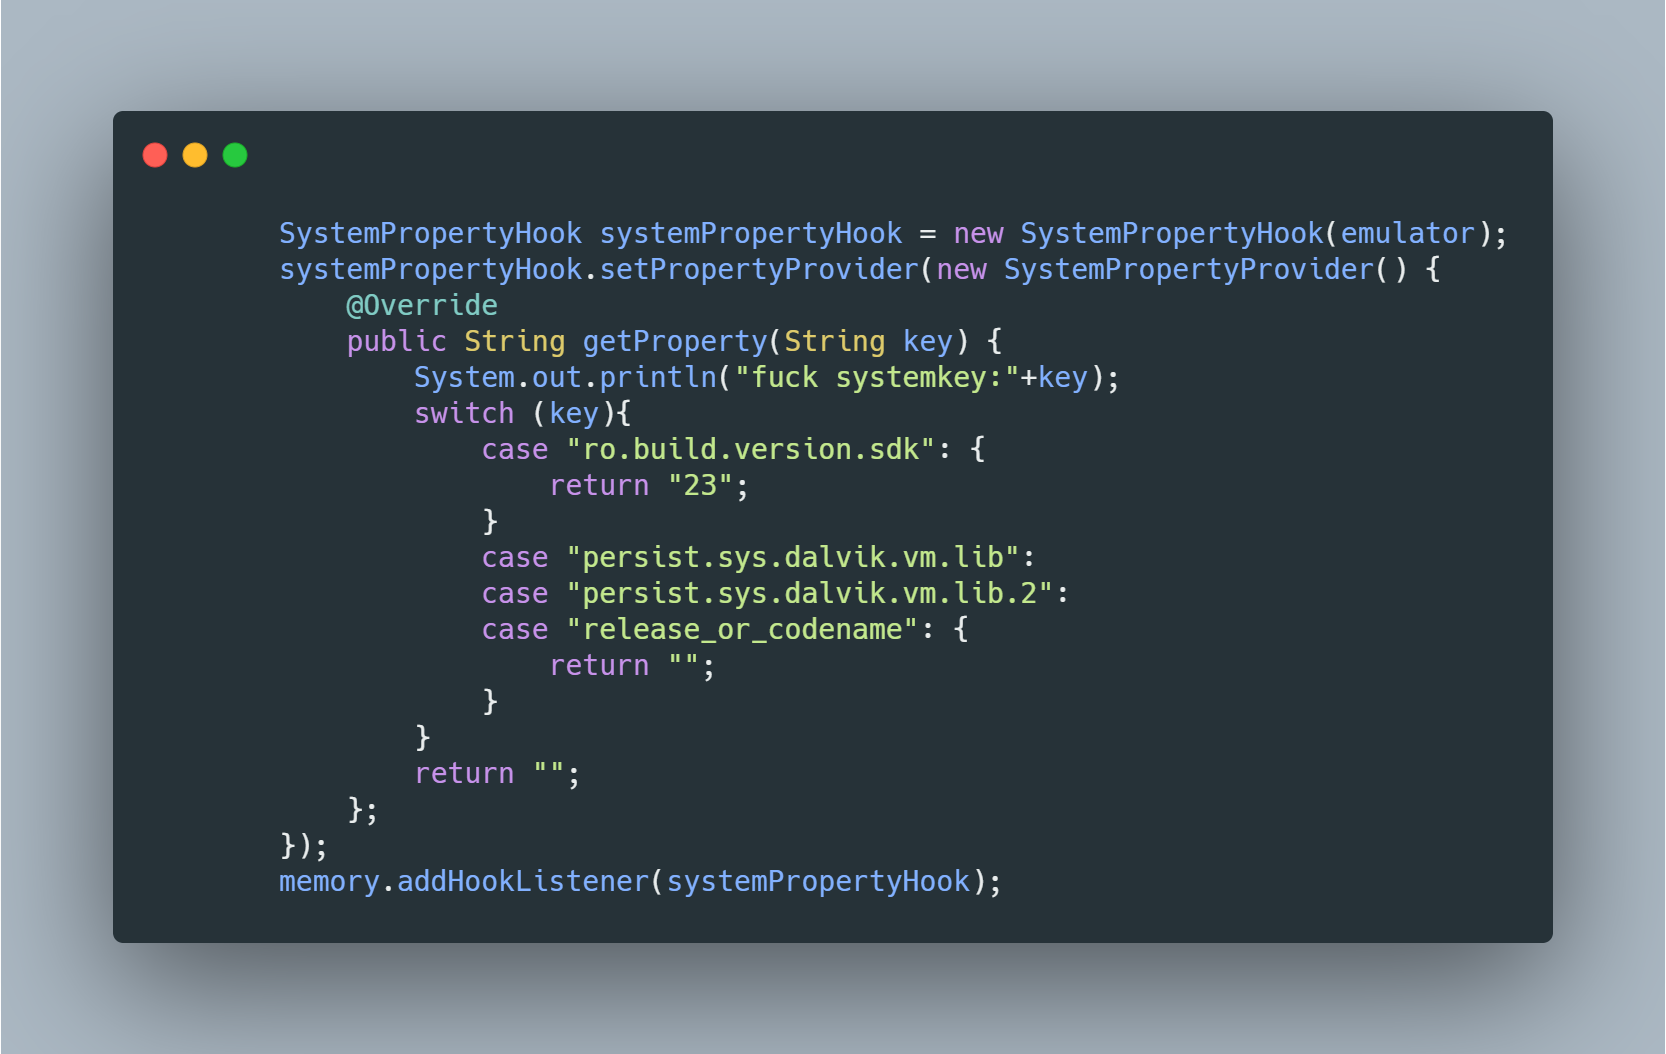 SystemPropertyHook systemPropertyHook = new SystemPropertyHook(emulator);
systemPropertyHook.setPropertyProvider(new SystemPropertyProvider() {
    @Override
    public String getProperty(String key) {
        System.out.println("fuck systemkey:"+key);
        switch (key){
            case "ro.build.version.sdk": {
                return "23";
            }
            case "persist.sys.dalvik.vm.lib":
            case "persist.sys.dalvik.vm.lib.2":
            case "release_or_codename": {
                return "";
            }
        }
        return "";
    };
});
memory.addHookListener(systemPropertyHook);